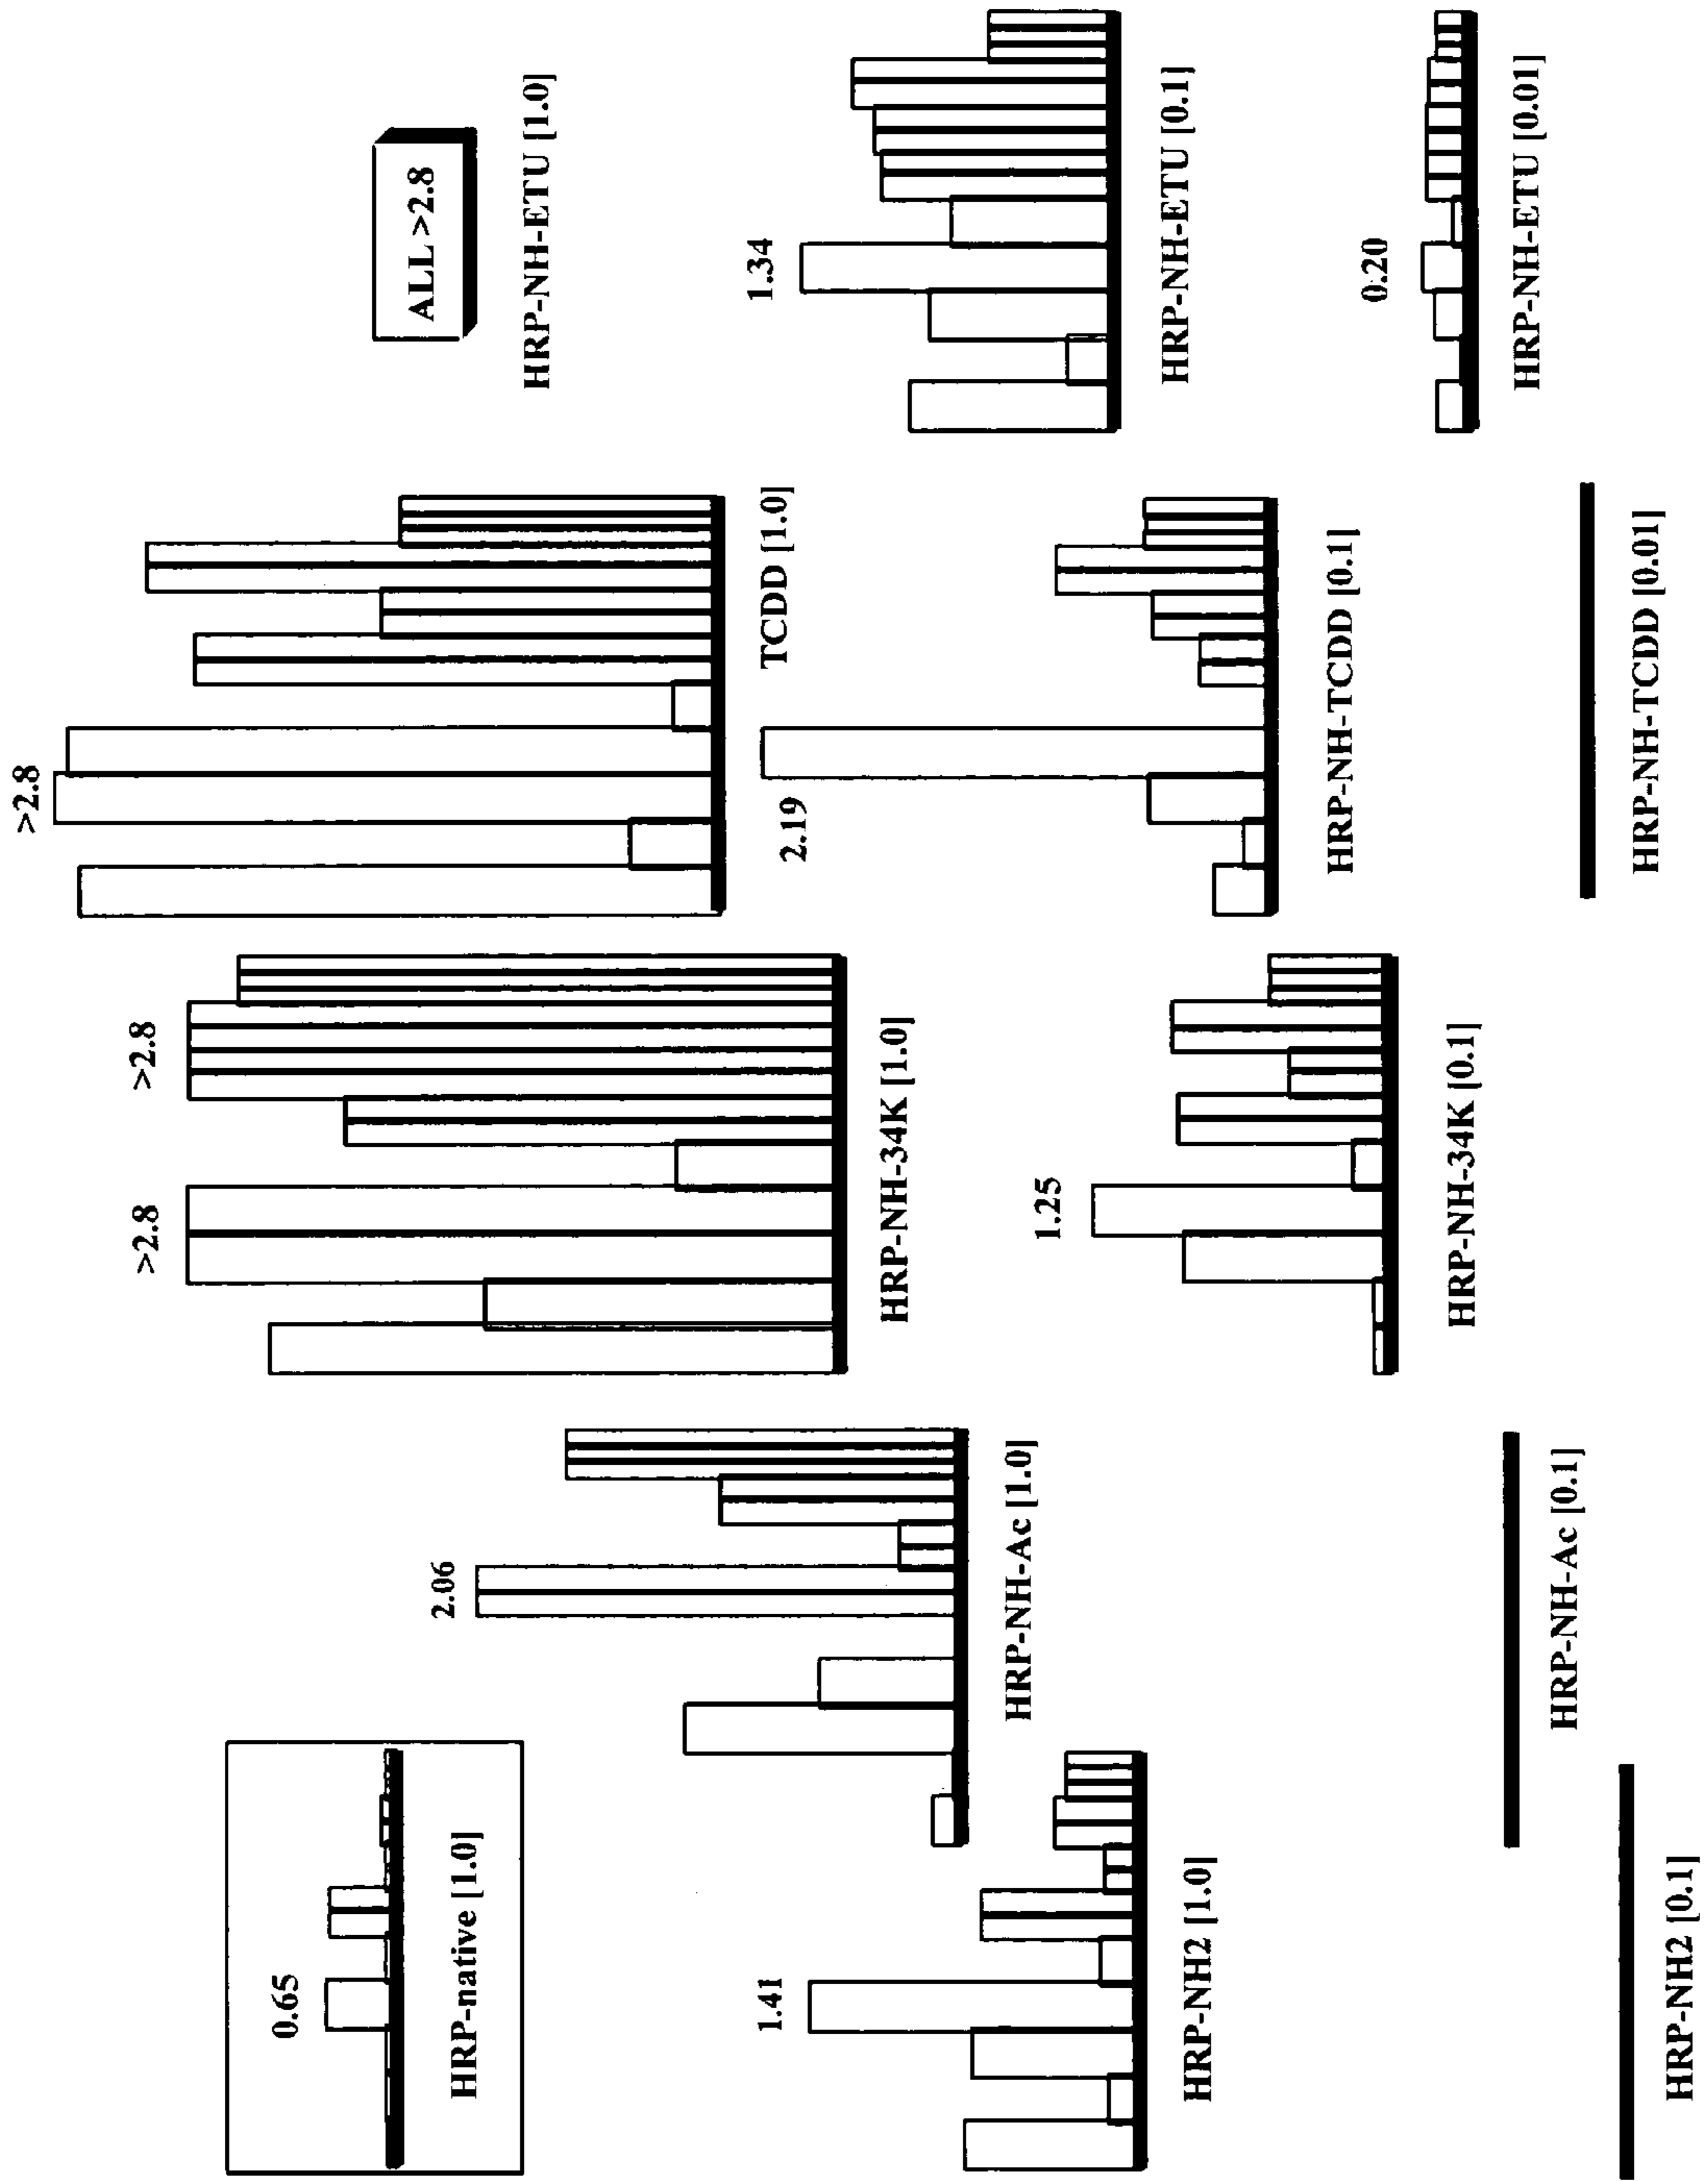 0.65
HRP-native [1.0]
1.41
HRP-NH2 [1.0]
HRP-NH2 [0.1]
2.06
HRP-NH-Ac [1.0]
HRP-NH-Ac [0.1]
>2.8
>2.8
HRP-NH-34K [1.0]
1.25
HRP-NH-34K [0.1]
>2.8
TCDD [1.0]
2.19
HRP-NH-TCDD [0.1]
HRP-NH-TCDD [0.01]
ALL >2.8
HRP-NH-ETU [1.0]
1.34
HRP-NH-ETU [0.1]
0.20
HRP-NH-ETU [0.01]